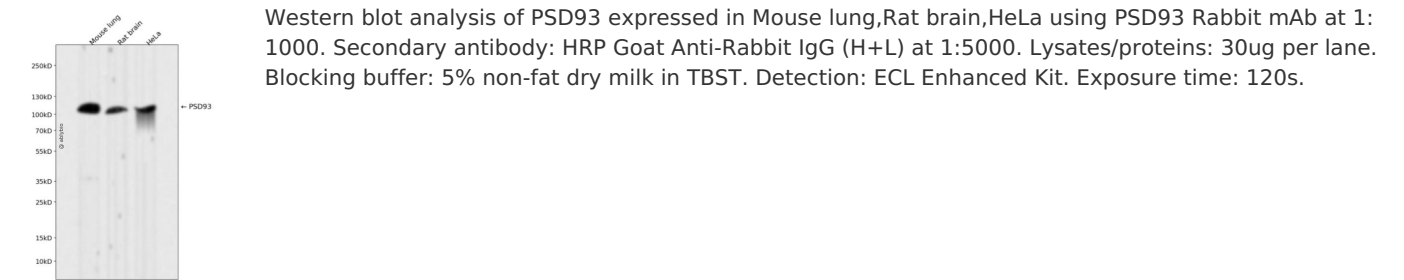 Mouse lung
Rat brain
HeLa
250kD
130kD
100kD
70kD
55kD
35kD
25kD
15kD
10kD
← PSD93
@ ablybio
Western blot analysis of PSD93 expressed in Mouse lung,Rat brain,HeLa using PSD93 Rabbit mAb at 1:
1000. Secondary antibody: HRP Goat Anti-Rabbit IgG (H+L) at 1:5000. Lysates/proteins: 30ug per lane.
Blocking buffer: 5% non-fat dry milk in TBST. Detection: ECL Enhanced Kit. Exposure time: 120s.